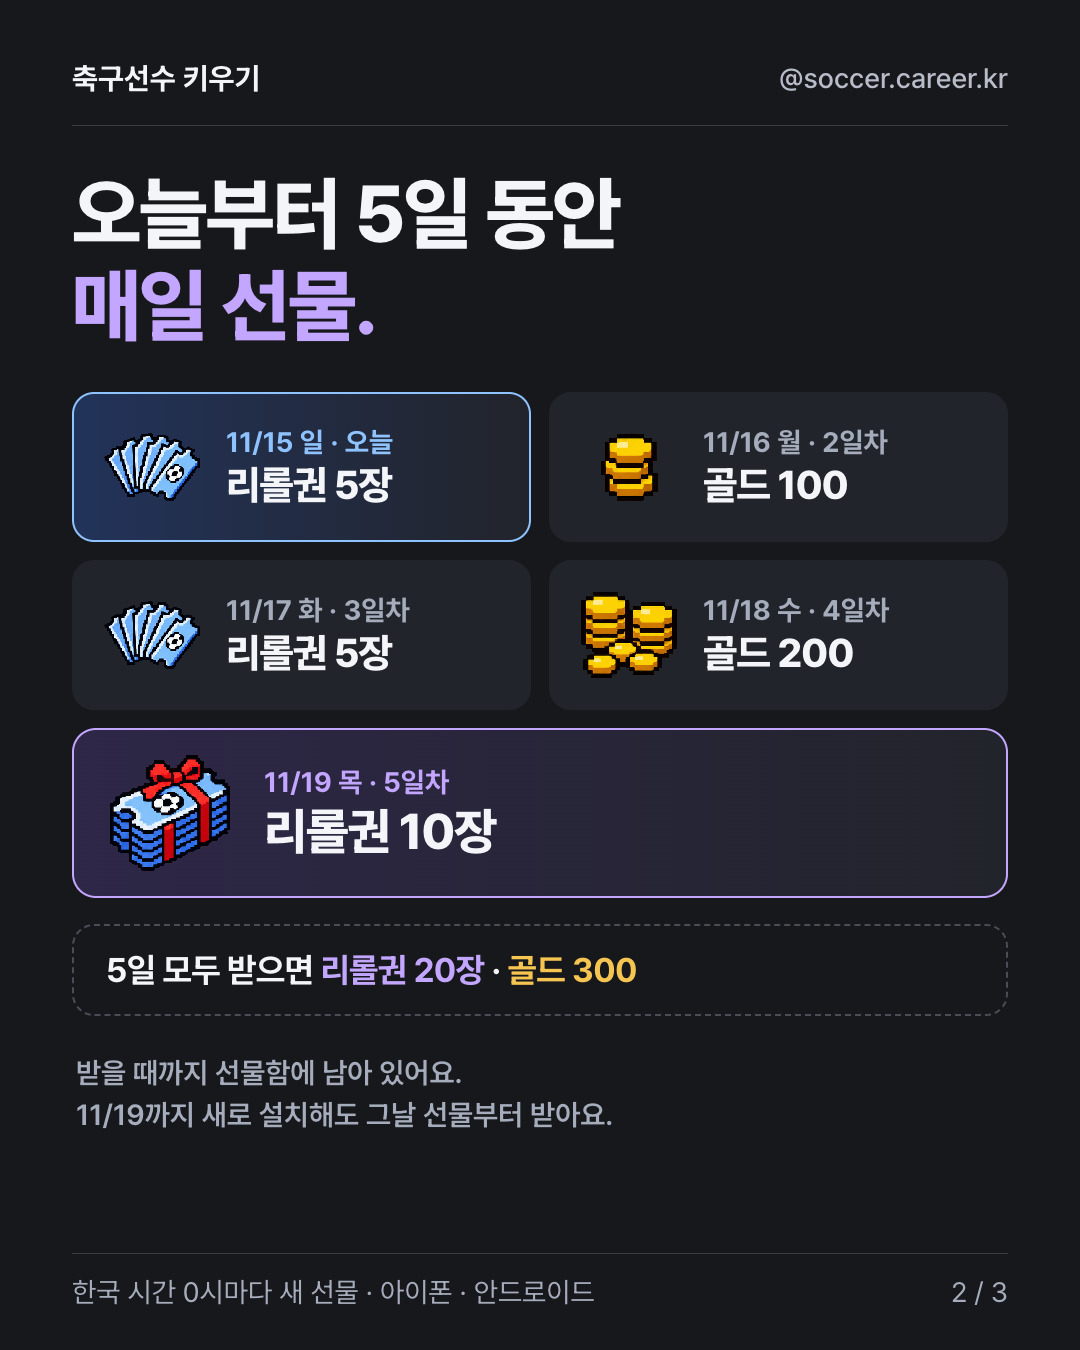 축구선수 키우기
@soccer.career.kr
오늘부터 5일 동안
매일 선물.
11/15 일 · 오늘
리롤권 5장
11/16 월 · 2일차
골드 100
11/17 화 · 3일차
리롤권 5장
11/18 수 · 4일차
골드 200
11/19 목 · 5일차
리롤권 10장
5일 모두 받으면 리롤권 20장 · 골드 300
받을 때까지 선물함에 남아 있어요.
11/19까지 새로 설치해도 그날 선물부터 받아요.
한국 시간 0시마다 새 선물 · 아이폰 · 안드로이드
2 / 3